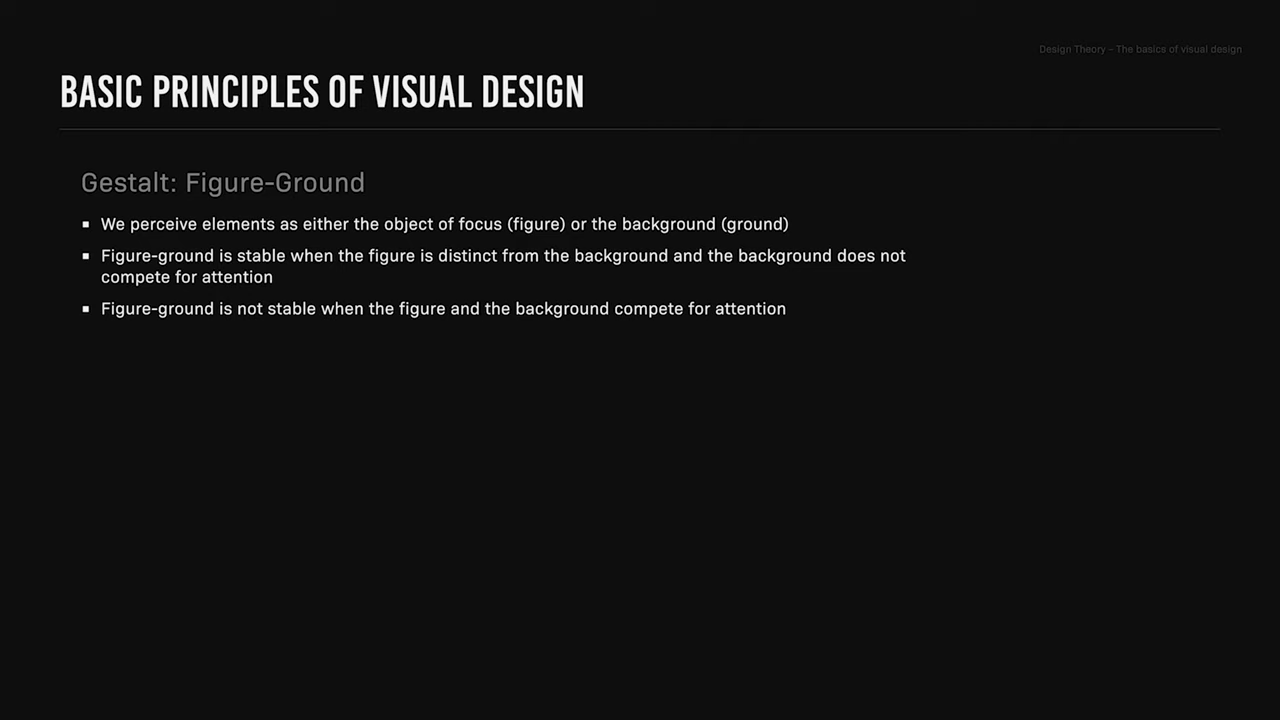 Design Theory – The basics of visual design
BASIC PRINCIPLES OF VISUAL DESIGN
Gestalt: Figure-Ground
▪ We perceive elements as either the object of focus (figure) or the background (ground)
▪ Figure-ground is stable when the figure is distinct from the background and the background does not
compete for attention
▪ Figure-ground is not stable when the figure and the background compete for attention